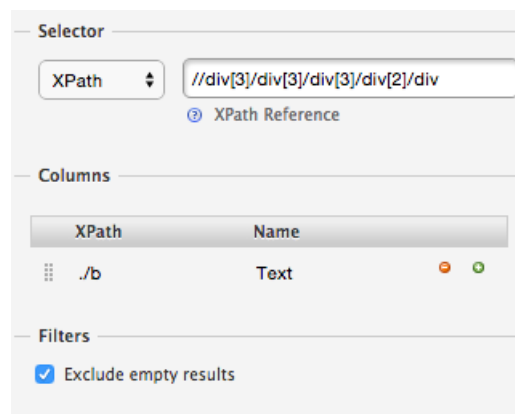 Selector
XPath //div[3]/div[3]/div[3]/div[2]/div
? XPath Reference
Columns
XPath Name
./b Text
Filters
Exclude empty results